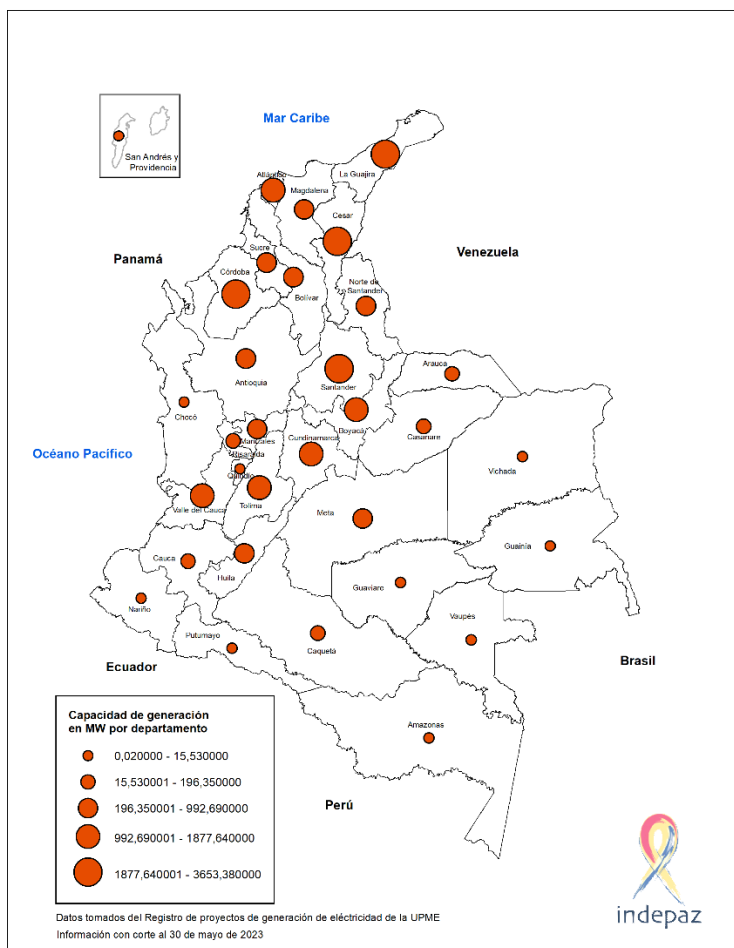 San Andrés y
Providencia
Mar Caribe
Atlántico
La Guajira
Magdalena
Cesar
Panamá
Venezuela
Sucre
Córdoba
Bolívar
Norte de
Santander
Antioquia
Santander
Arauca
Chocó
Boyacá
Casanare
Manizales
Cundinamarca
Risaralda
Océano Pacífico
Vichada
Quindío
Valle del Cauca
Tolima
Meta
Guainía
Cauca
Huila
Guaviare
Nariño
Vaupés
Putumayo
Caquetá
Ecuador
Brasil
Amazonas
Perú
Capacidad de generación
en MW por departamento
0,020000 - 15,530000
15,530001 - 196,350000
196,350001 - 992,690000
992,690001 - 1877,640000
1877,640001 - 3653,380000
indepaz
Datos tomados del Registro de proyectos de generación de eléctricidad de la UPME
Información con corte al 30 de mayo de 2023